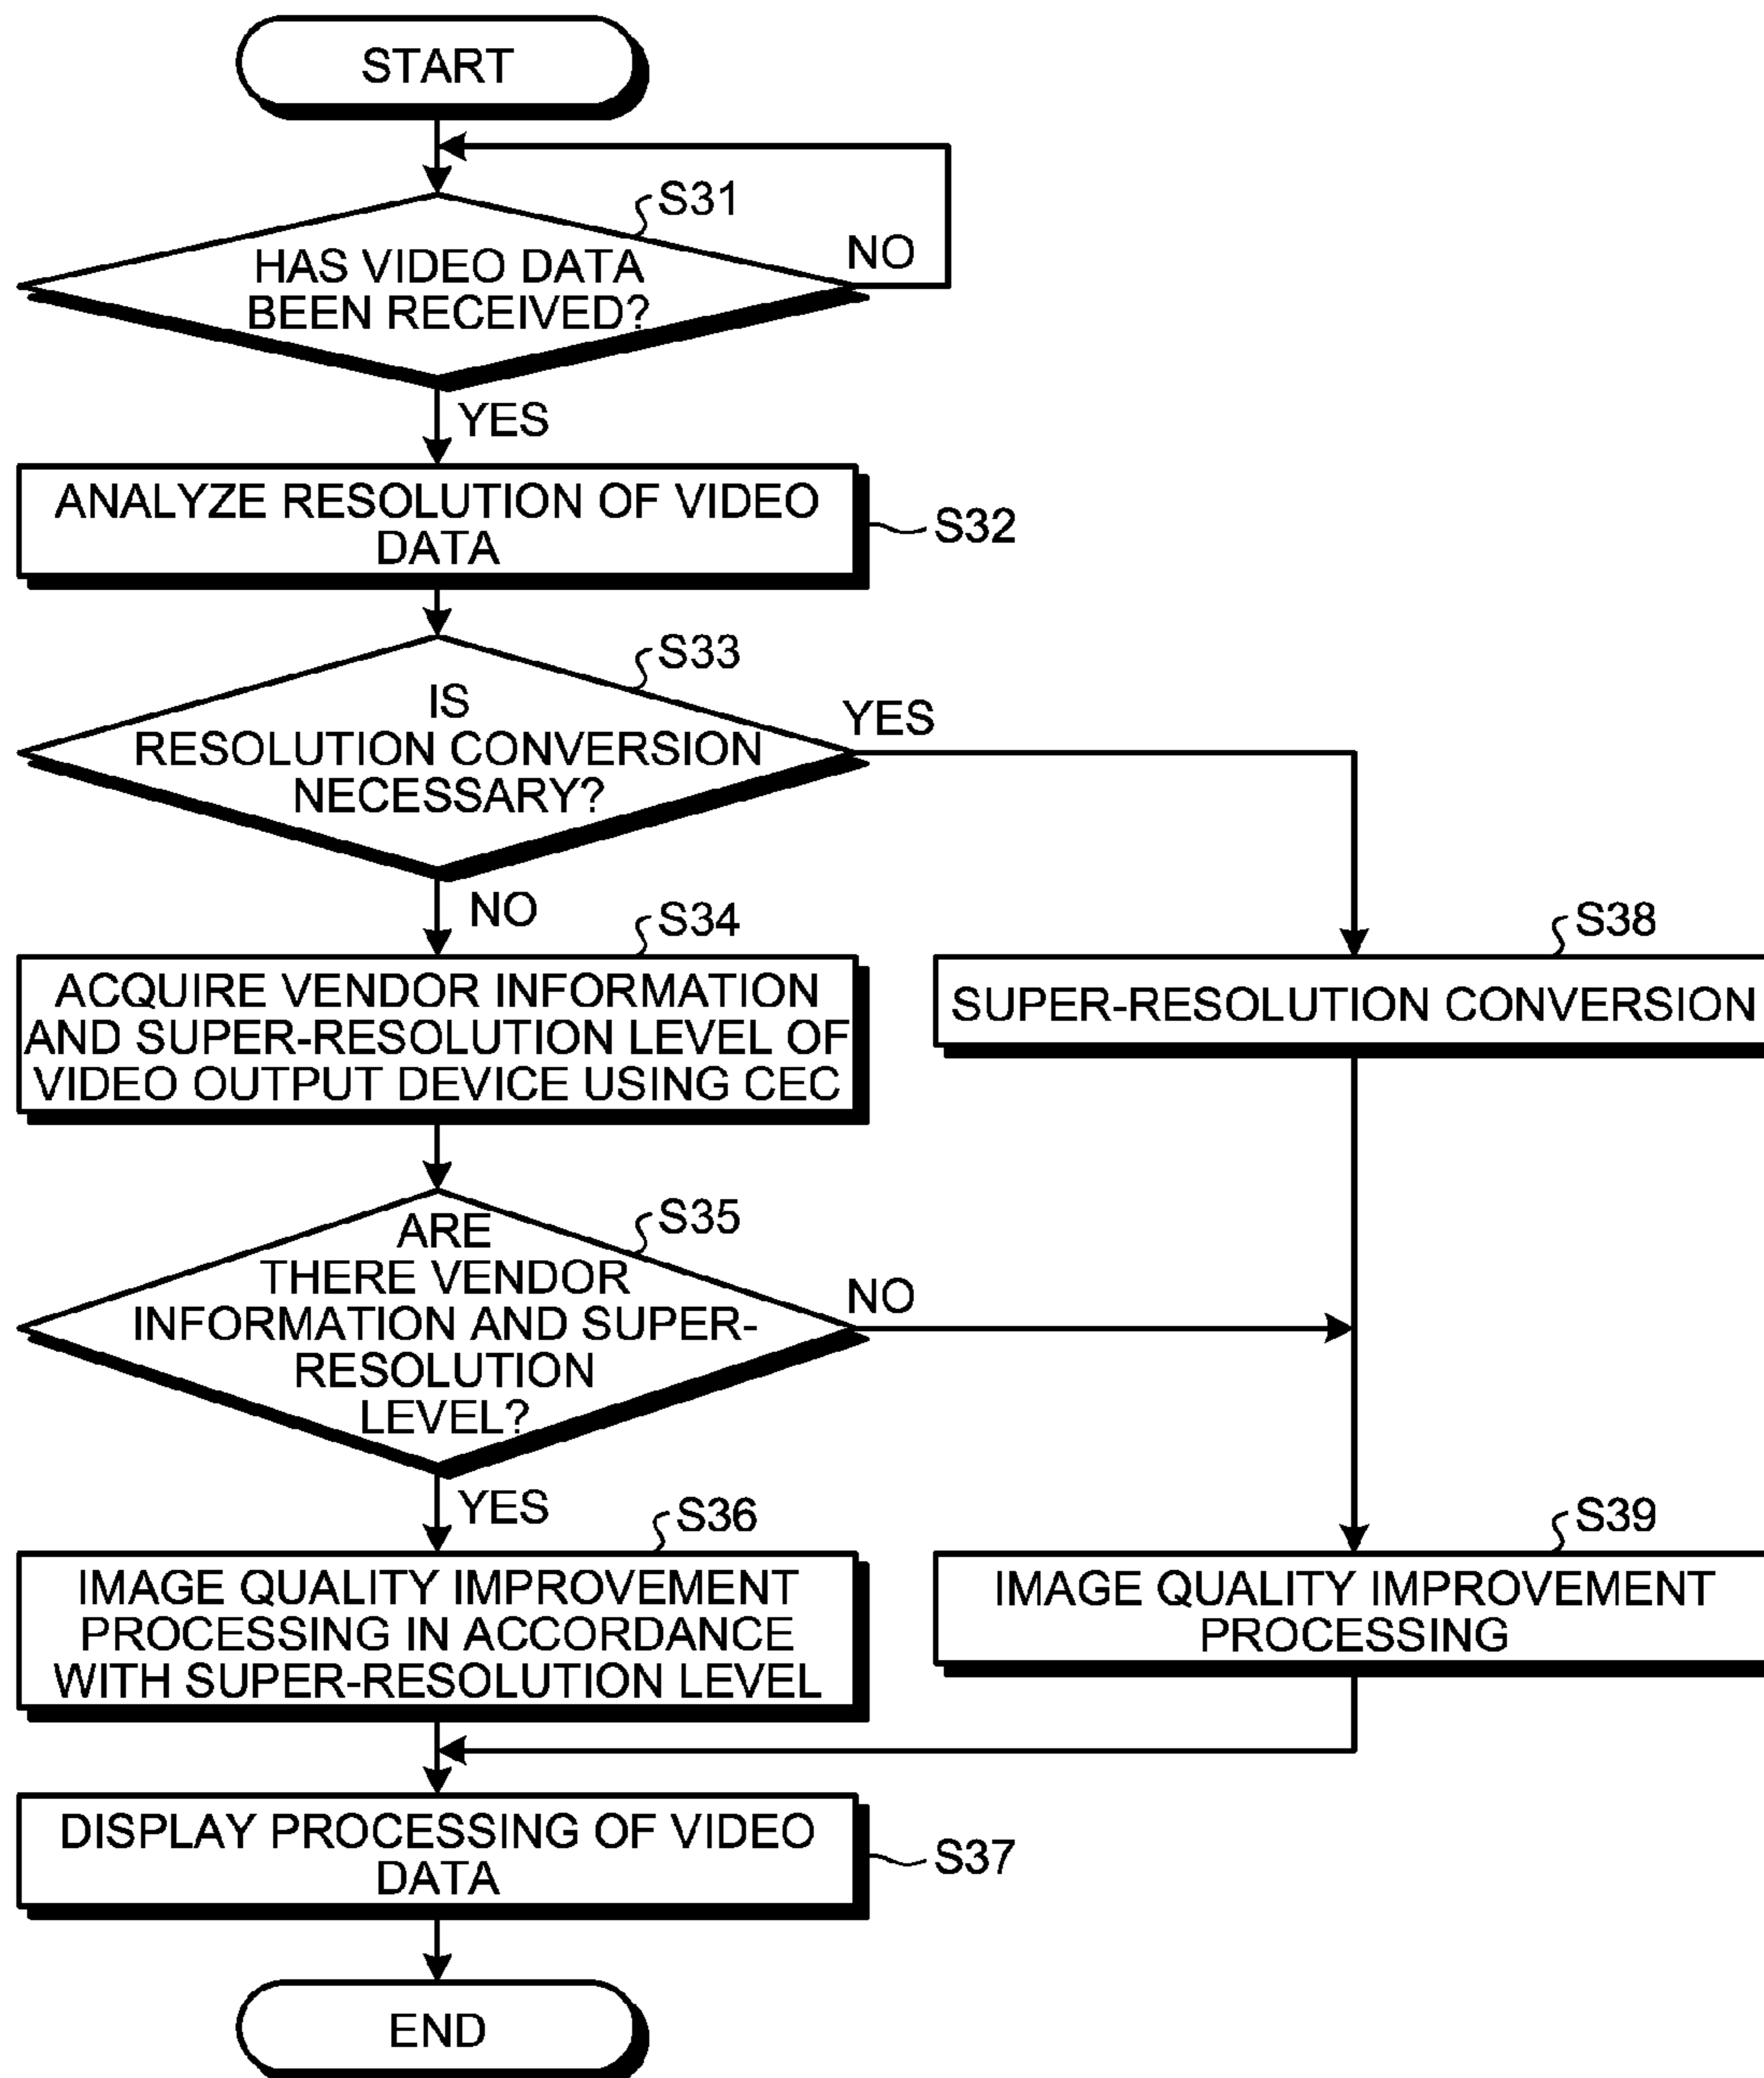 START
S31
HAS VIDEO DATA
BEEN RECEIVED?
NO
YES
ANALYZE RESOLUTION OF VIDEO
DATA
S32
S33
IS
RESOLUTION CONVERSION
NECESSARY?
YES
NO
S34
ACQUIRE VENDOR INFORMATION
AND SUPER-RESOLUTION LEVEL OF
VIDEO OUTPUT DEVICE USING CEC
S38
SUPER-RESOLUTION CONVERSION
S35
ARE
THERE VENDOR
INFORMATION AND SUPER-
RESOLUTION
LEVEL?
NO
YES
S36
IMAGE QUALITY IMPROVEMENT
PROCESSING IN ACCORDANCE
WITH SUPER-RESOLUTION LEVEL
S39
IMAGE QUALITY IMPROVEMENT
PROCESSING
DISPLAY PROCESSING OF VIDEO
DATA
S37
END